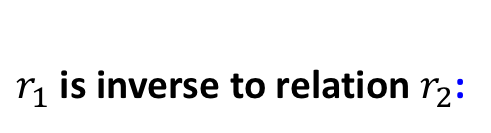 r₁ is inverse to relation r₂: